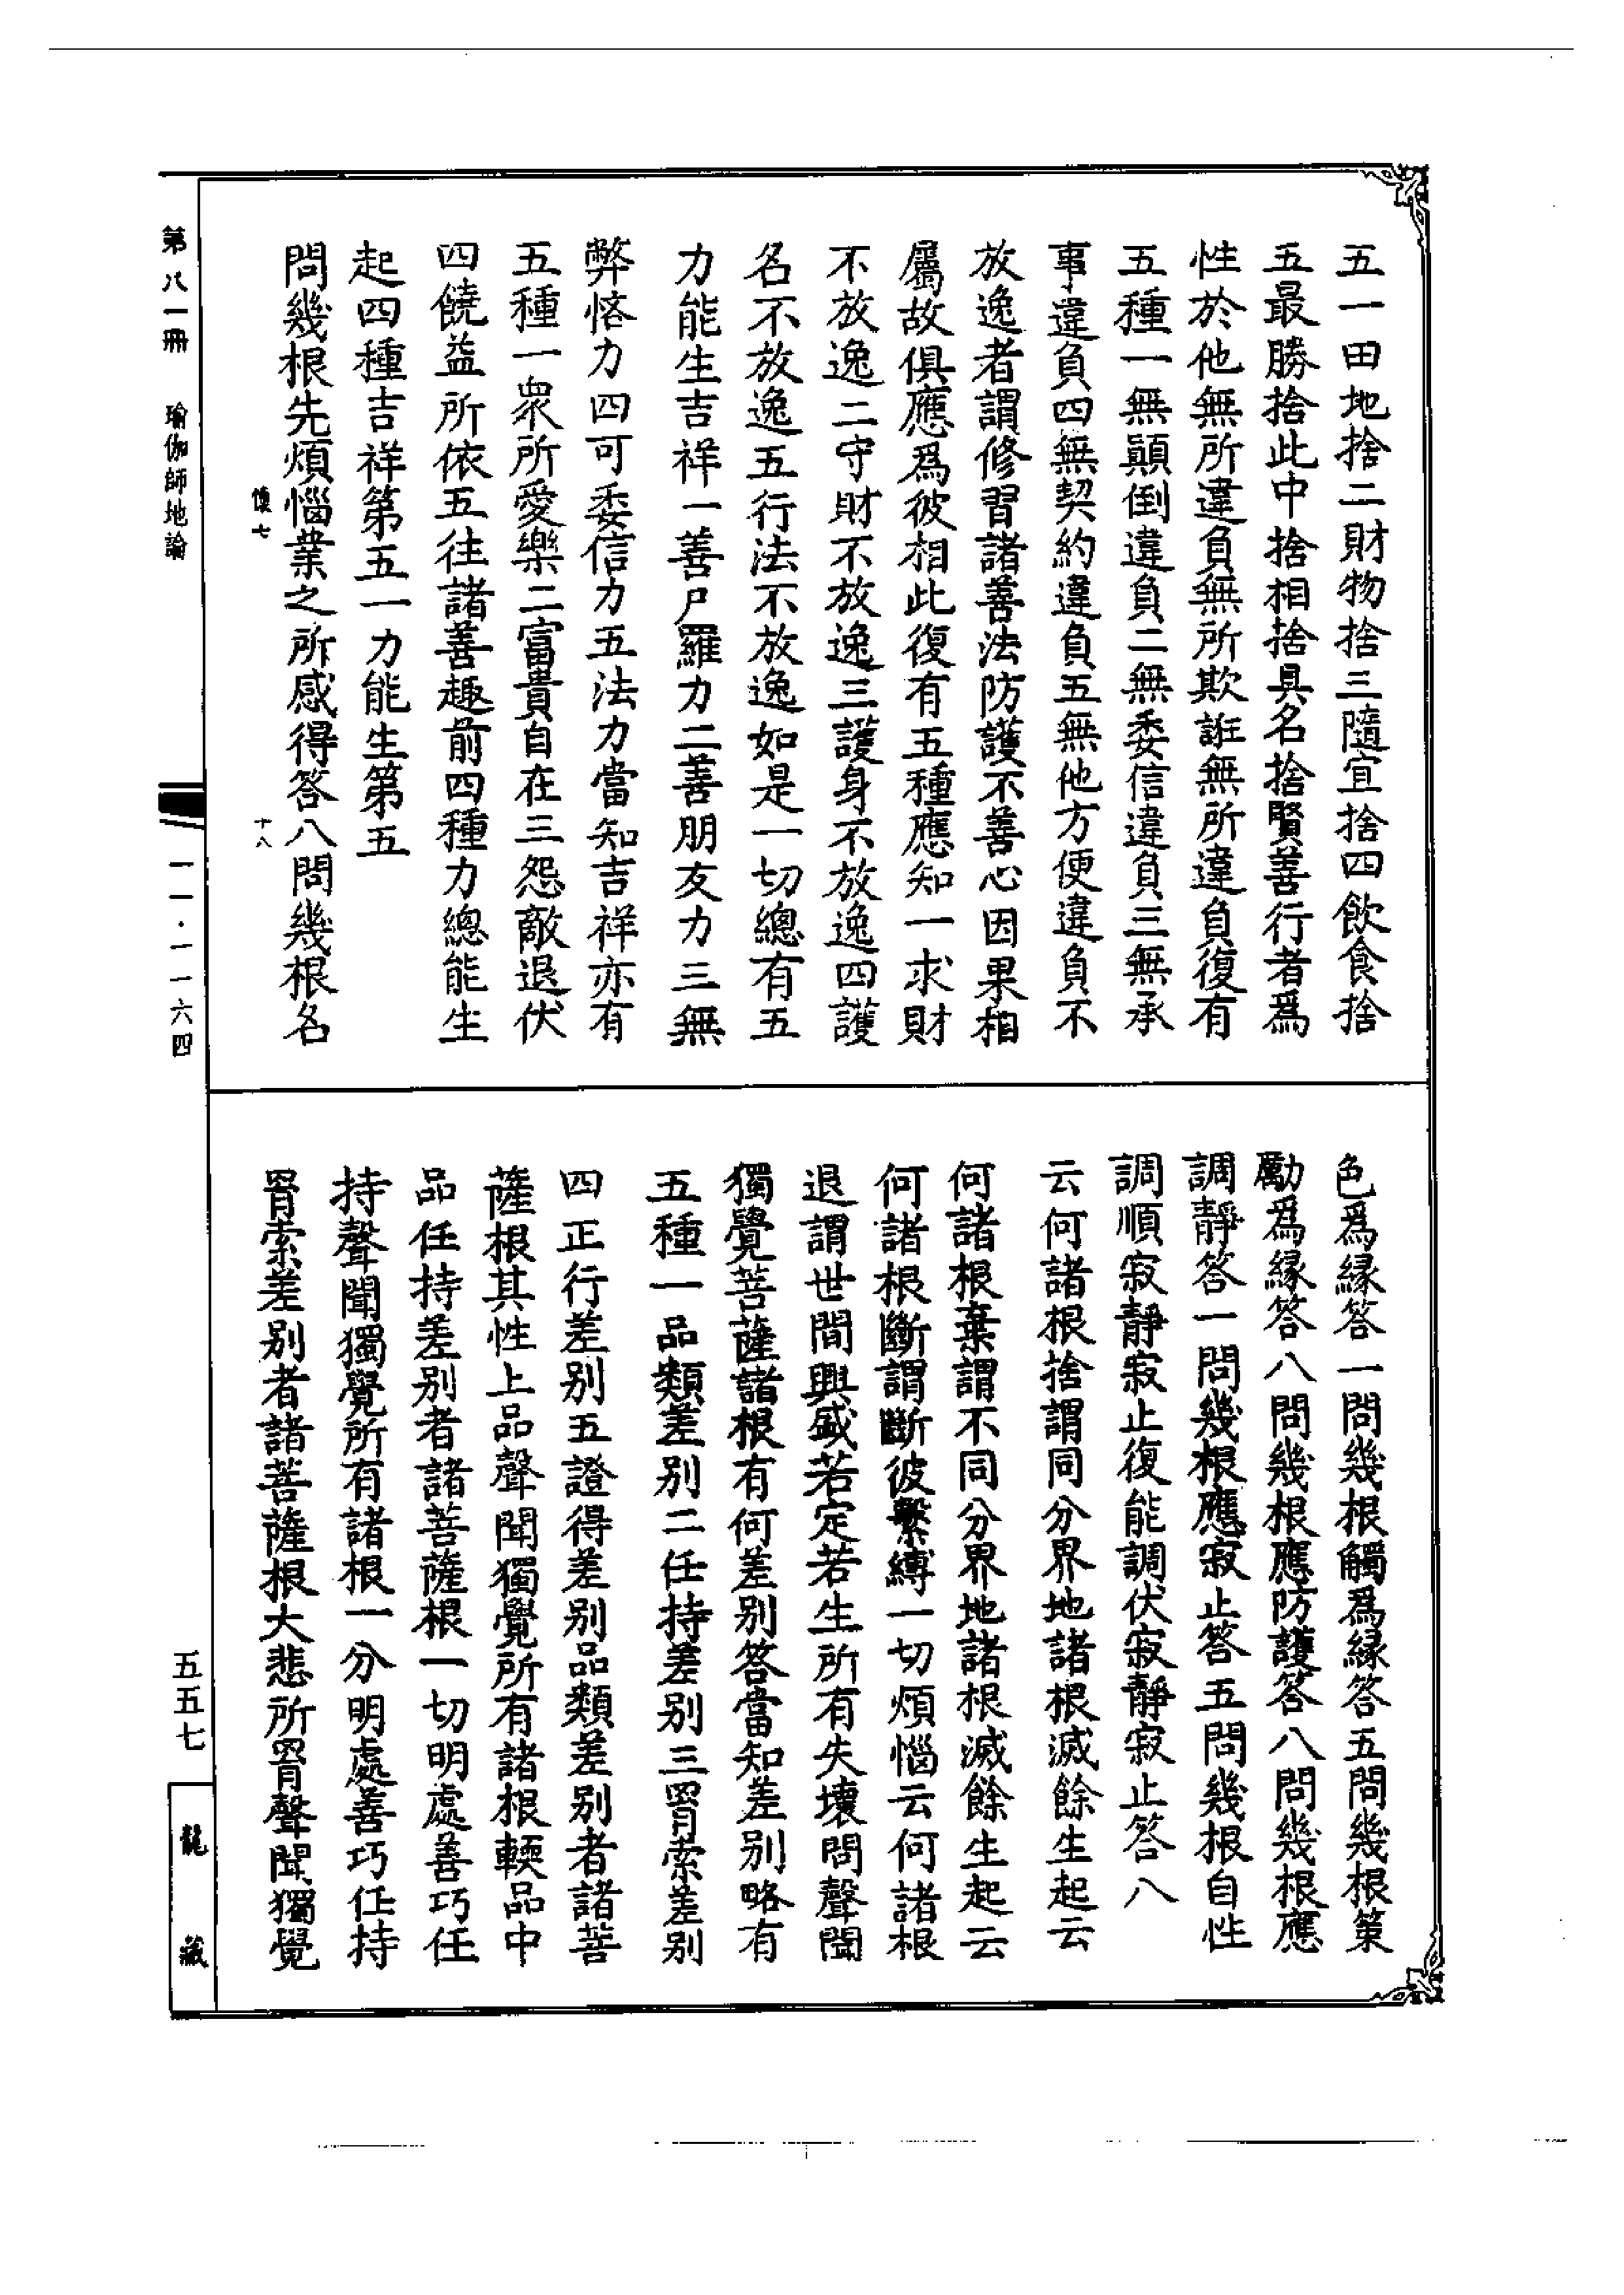 五一田地捨二財物捨三隨宜捨四飲食捨
五最勝捨此中捨相捨具名捨賢善行者為
性於他無所違負無所欺誑無所違負復有
五種一無顛倒違負二無委信違負三無承
事違負四無契約違負五無他方便違負不
放逸者謂修習諸善法防護不善心因果相
屬故俱應為彼相此復有五種應知一求財
不放逸二守財不放逸三護身不放逸四護
名不放逸五行法不放逸如是一切總有五
力能生吉祥一善尸羅力二善朋友力三無
弊悋力四可委信力五法力當知吉祥亦有
五種一衆所愛樂二富貴自在三怨敵退伏
四饒益所依五往諸善趣前四種力總能生
起四種吉祥第五一力能生第五
問幾根先煩惱業之所感得答八問幾根名
懷七 十八
色為緣答一問幾根觸為緣答五問幾根策
勵為緣答八問幾根應防護答八問幾根應
調靜答一問幾根應寂止答五問幾根自性
調順寂靜寂止復能調伏寂靜寂止答八
云何諸根捨謂同分界地諸根滅餘生起云
何諸根棄謂不同分界地諸根滅餘生起云
何諸根斷謂斷彼繫縛一切煩惱云何諸根
退謂世間興盛若定若生所有失壞問聲聞
獨覺菩薩諸根有何差別答當知差別略有
五種一品類差別二任持差別三罥索差別
四正行差別五證得差別品類差別者諸菩
薩根其性上品聲聞獨覺所有諸根輭品中
品任持差別者諸菩薩根一切明處善巧任
持聲聞獨覺所有諸根一分明處善巧任持
罥索差別者諸菩薩根大悲所罥聲聞獨覺
第八一冊 瑜伽師地論
一一·一一六四
五五七
龍藏